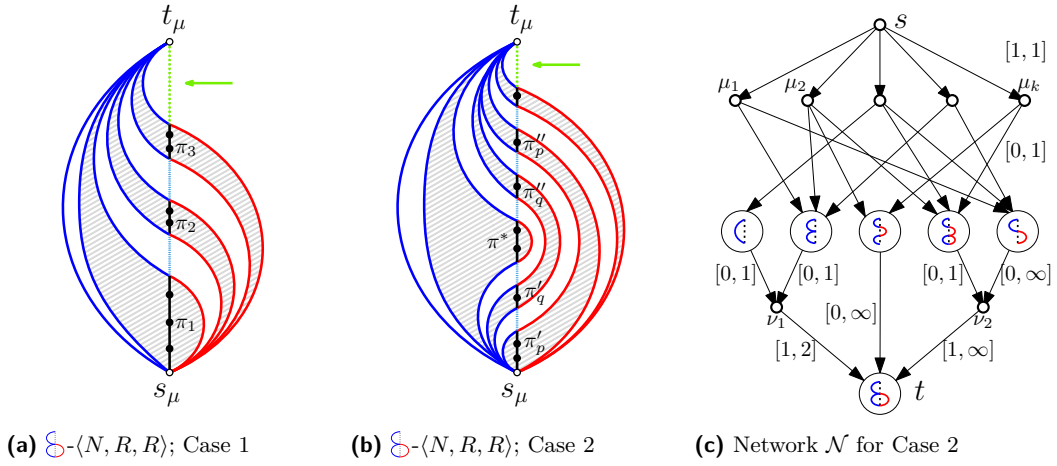 t_μ
π_3
π_2
π_1
s_μ
(a) -⟨N, R, R⟩; Case 1
t_μ
π''_p
π''_q
π*
π'_q
π'_p
s_μ
(b) -⟨N, R, R⟩; Case 2
s
[1, 1]
μ_1 μ_2 μ_k
[0, 1]
[0, 1] [0, 1] [0, 1] [0, ∞]
ν_1 [0, ∞] ν_2
[1, 2] [1, ∞]
t
(c) Network 𝒩 for Case 2